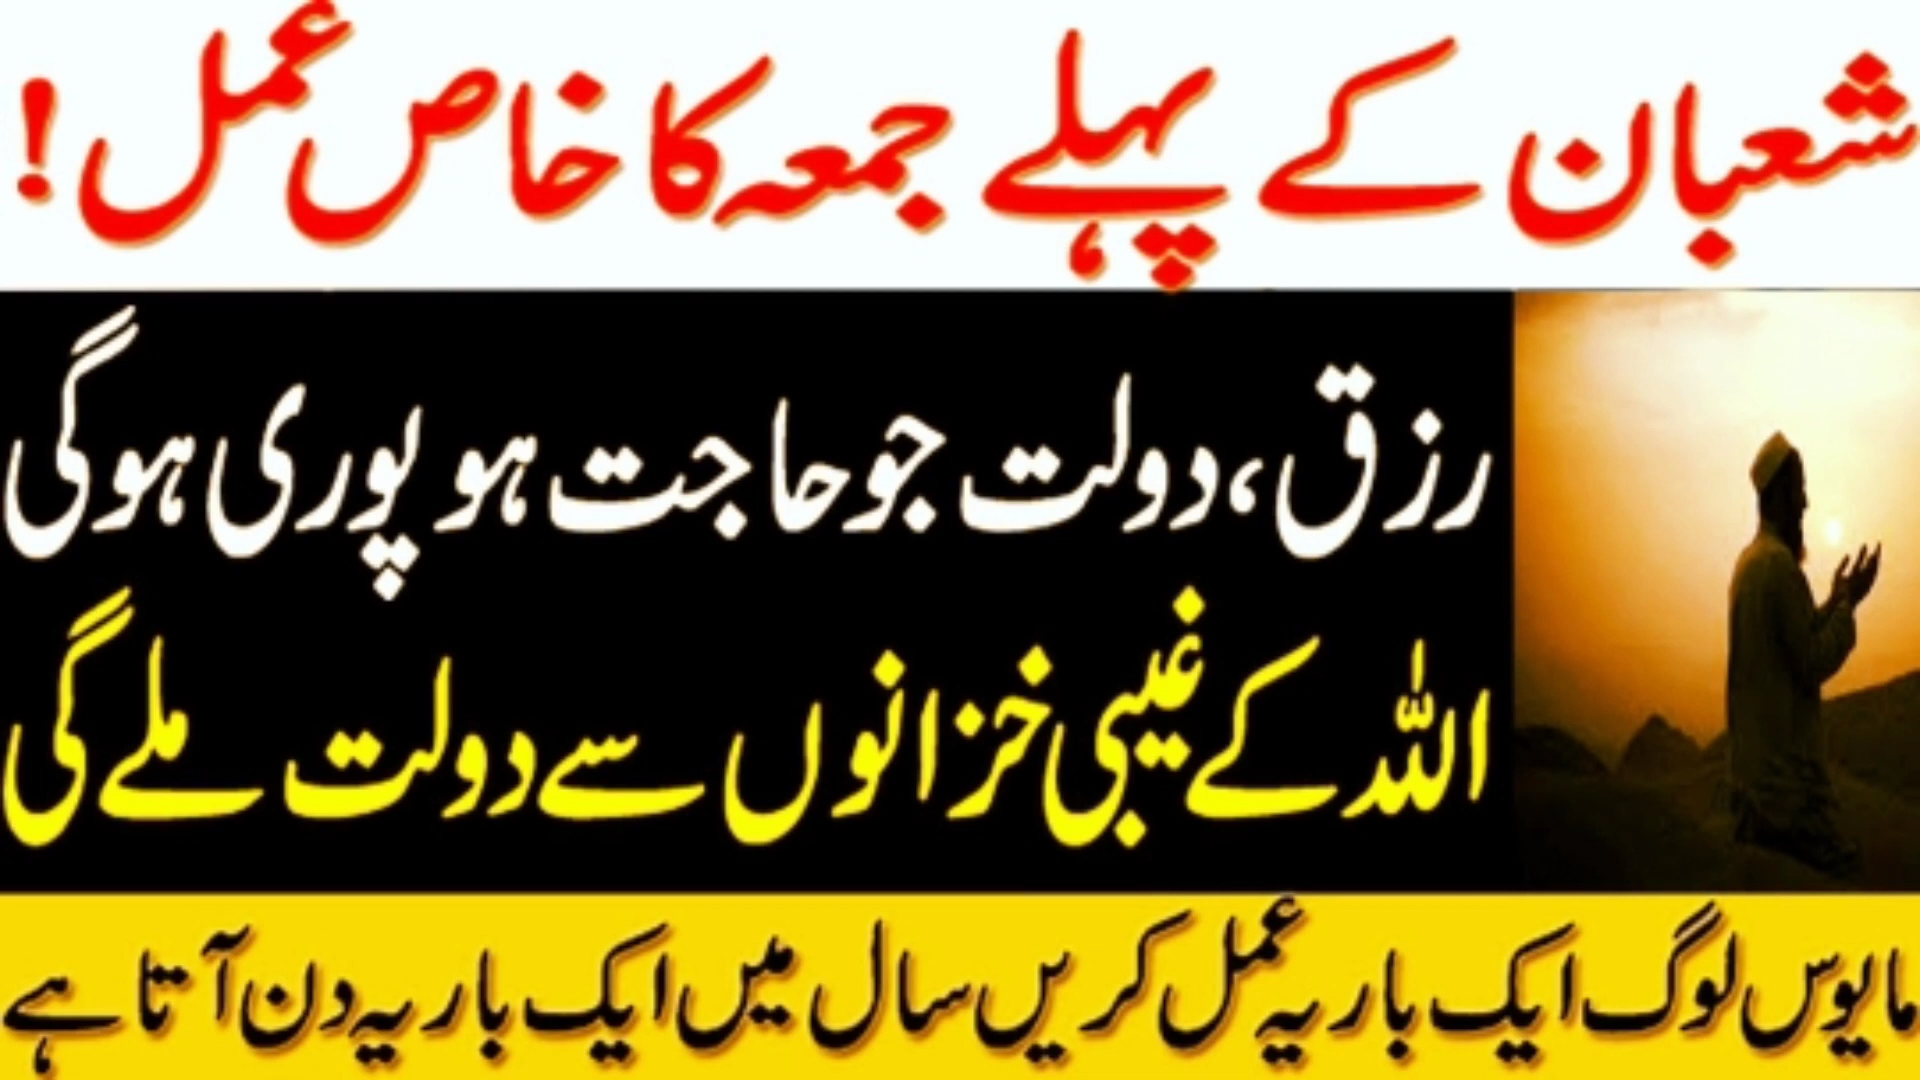 شعبان کے پہلے جمعہ کا خاص عمل!
رزق، دولت جو حاجت ہو پوری ہوگی
اللہ کے غیبی خزانوں سے دولت ملے گی
مایوس لوگ ایک بار یہ عمل کریں سال میں ایک بار یہ دن آتا ہے